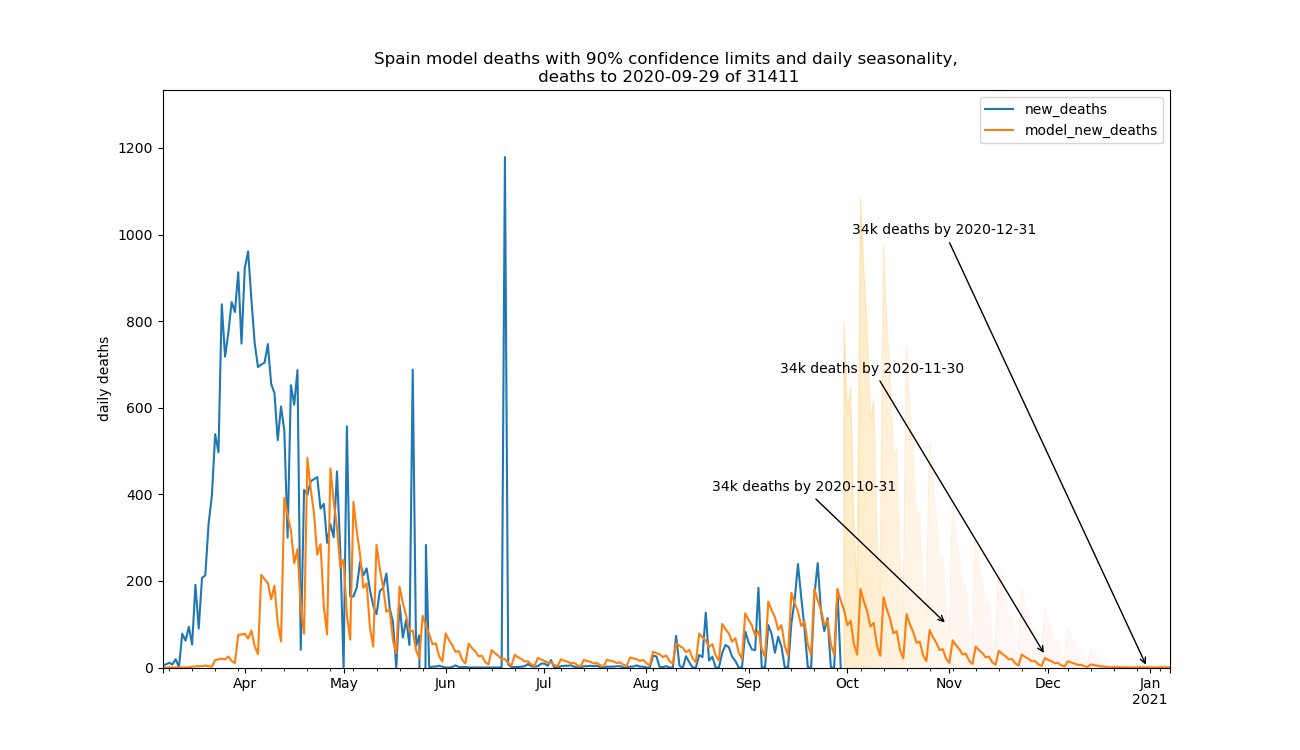 Spain model deaths with 90% confidence limits and daily seasonality,
deaths to 2020-09-29 of 31411
new_deaths
model_new_deaths
1200
1000
800
600
400
200
0
daily deaths
34k deaths by 2020-12-31
34k deaths by 2020-11-30
34k deaths by 2020-10-31
Apr May Jun Jul Aug Sep Oct Nov Dec Jan
2021